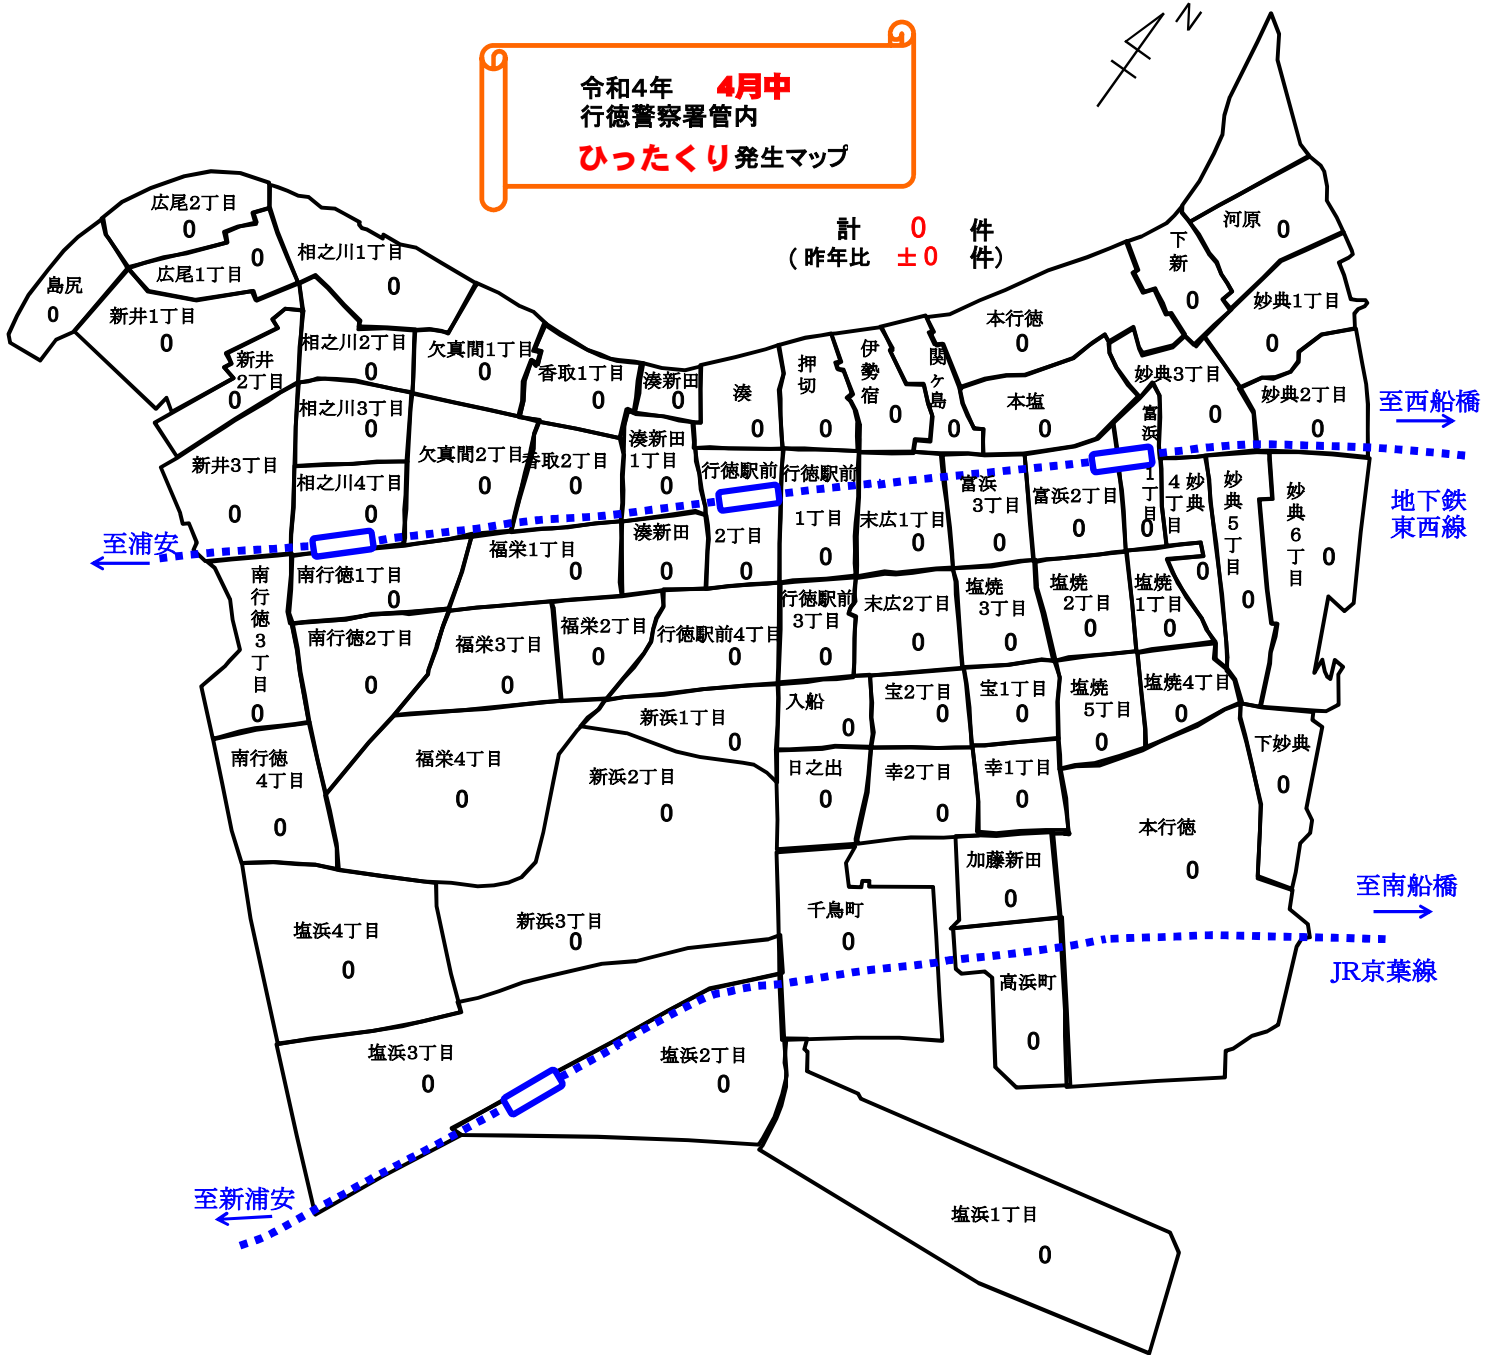 N
令和4年 4月中
行徳警察署管内
ひったくり発生マップ
計 0 件
(昨年比 ±0 件)
広尾2丁目
0
広尾1丁目
0
島尻
0
新井1丁目
0
新井
2丁目
0
新井3丁目
0
相之川1丁目
0
相之川2丁目
0
相之川3丁目
0
相之川4丁目
0
欠真間1丁目
0
欠真間2丁目
0
香取1丁目
0
香取2丁目
0
湊新田
0
湊新田
1丁目
0
湊新田
0
湊
0
押切
0
伊勢宿
0
関ヶ島
0
本行徳
0
本塩
0
下新
0
河原
0
妙典1丁目
0
妙典2丁目
0
妙典3丁目
0
富浜
1丁目
0
妙典
4丁目
0
妙典5丁目
0
妙典6丁目
0
行徳駅前
2丁目
0
行徳駅前
1丁目
0
末広1丁目
0
富浜
3丁目
0
富浜2丁目
0
至西船橋
地下鉄
東西線
至浦安
南行徳3丁目
0
南行徳1丁目
0
福栄1丁目
0
南行徳2丁目
0
福栄3丁目
0
福栄2丁目
0
行徳駅前4丁目
0
行徳駅前
3丁目
0
末広2丁目
0
塩焼
3丁目
0
塩焼
2丁目
0
塩焼
1丁目
0
塩焼
5丁目
0
塩焼4丁目
0
南行徳
4丁目
0
福栄4丁目
0
新浜1丁目
0
新浜2丁目
0
入船
0
宝2丁目
0
宝1丁目
0
日之出
0
幸2丁目
0
幸1丁目
0
下妙典
0
本行徳
0
加藤新田
0
千鳥町
0
高浜町
0
至南船橋
JR京葉線
塩浜4丁目
0
新浜3丁目
0
塩浜3丁目
0
塩浜2丁目
0
至新浦安
塩浜1丁目
0